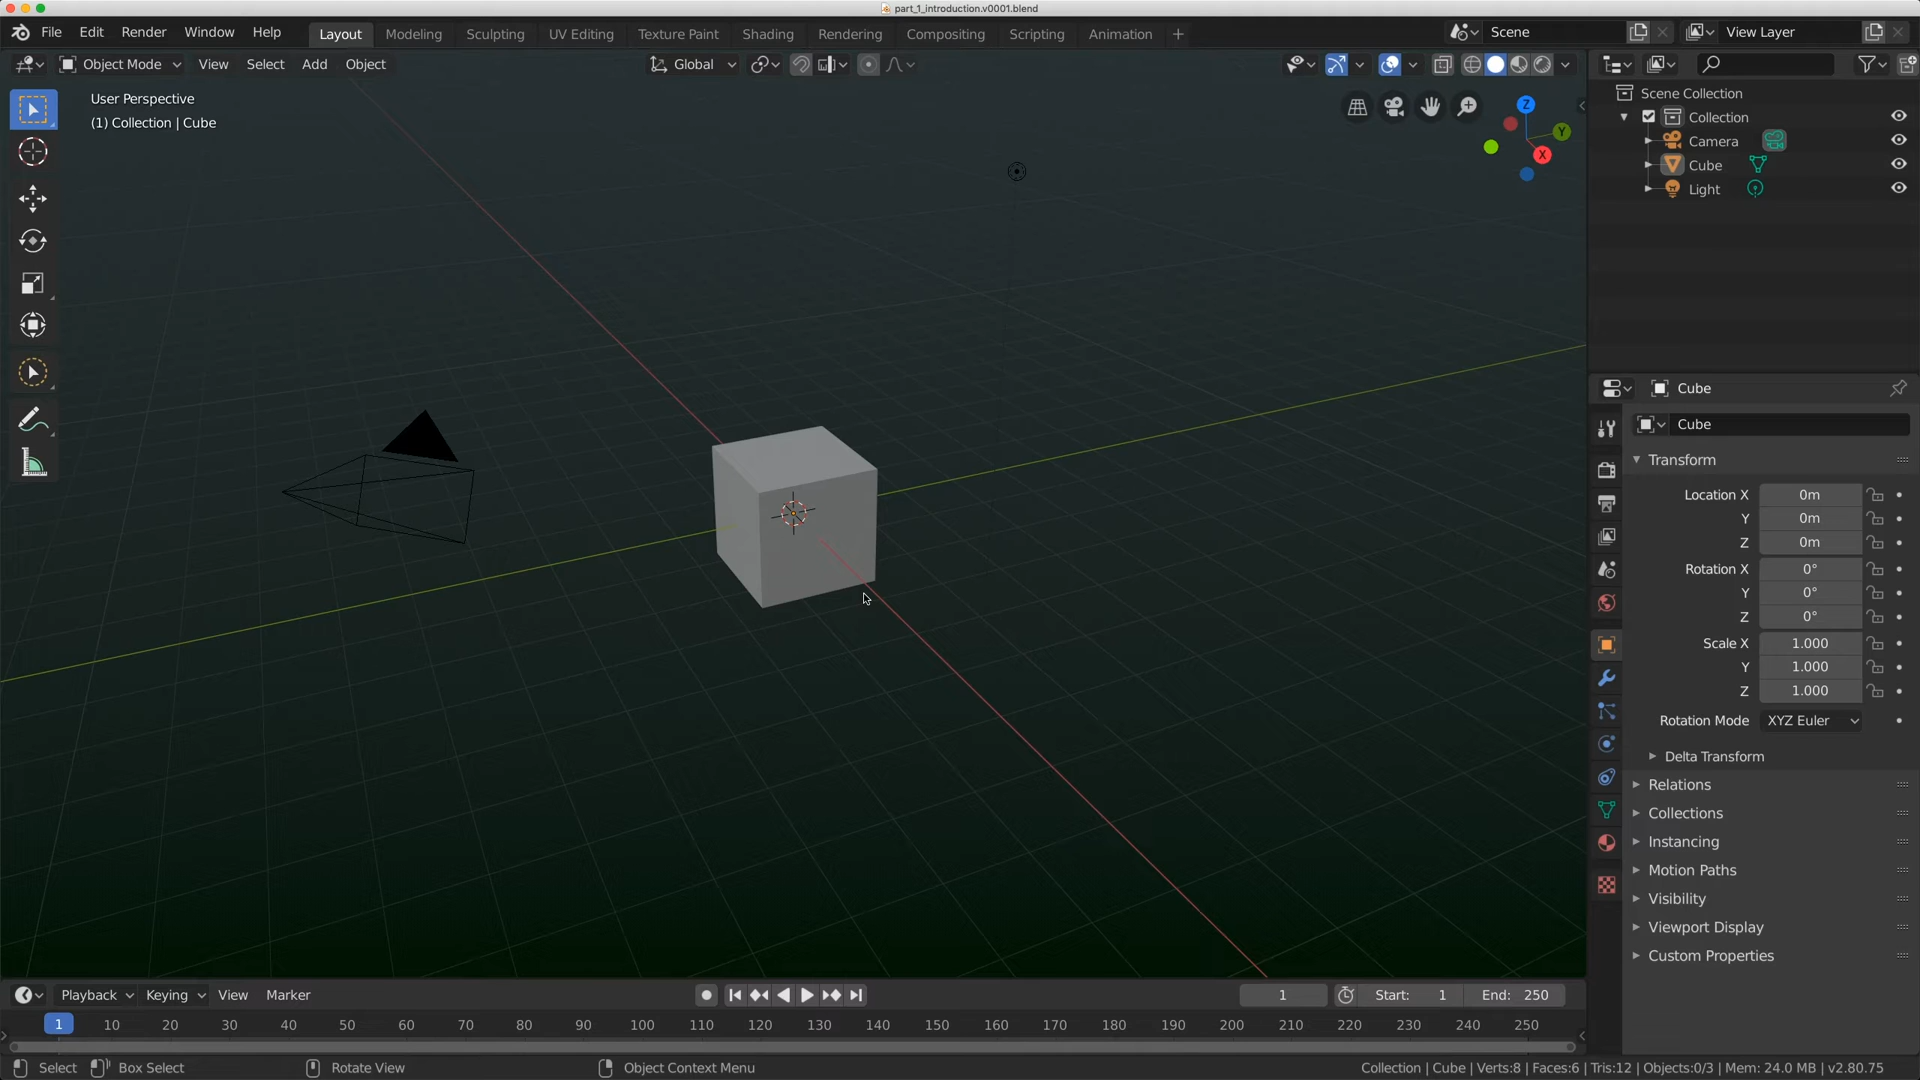 part_1_introduction.v0001.blend
File Edit Render Window Help Layout Modeling Sculpting UV Editing Texture Paint Shading Rendering Compositing Scripting Animation + Scene View Layer
Object Mode View Select Add Object Global
User Perspective
(1) Collection | Cube
Z
Y
X
Scene Collection
Collection
Camera
Cube
Light
Cube
Cube
Transform
Location X 0m
Y 0m
Z 0m
Rotation X 0°
Y 0°
Z 0°
Scale X 1.000
Y 1.000
Z 1.000
Rotation Mode XYZ Euler
Delta Transform
Relations
Collections
Instancing
Motion Paths
Visibility
Viewport Display
Custom Properties
Playback Keying View Marker 1 Start: 1 End: 250
1 10 20 30 40 50 60 70 80 90 100 110 120 130 140 150 160 170 180 190 200 210 220 230 240 250
Select Box Select Rotate View Object Context Menu Collection | Cube | Verts:8 | Faces:6 | Tris:12 | Objects:0/3 | Mem: 24.0 MB | v2.80.75